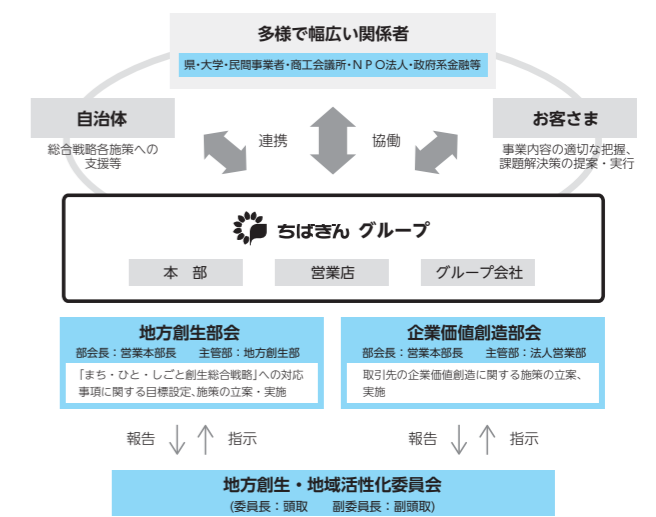 多様で幅広い関係者
県・大学・民間事業者・商工会議所・ＮＰＯ法人・政府系金融等
自治体
総合戦略各施策への
支援等
連携
協働
お客さま
事業内容の適切な把握、
課題解決策の提案・実行
ちばぎん グループ
本　部
営業店
グループ会社
地方創生部会
部会長：営業本部長　主管部：地方創生部
「まち・ひと・しごと創生総合戦略」への対応
事項に関する目標設定､施策の立案・実施
企業価値創造部会
部会長：営業本部長　主管部：法人営業部
取引先の企業価値創造に関する施策の立案、
実施
報告
指示
報告
指示
地方創生・地域活性化委員会
(委員長：頭取　副委員長：副頭取)